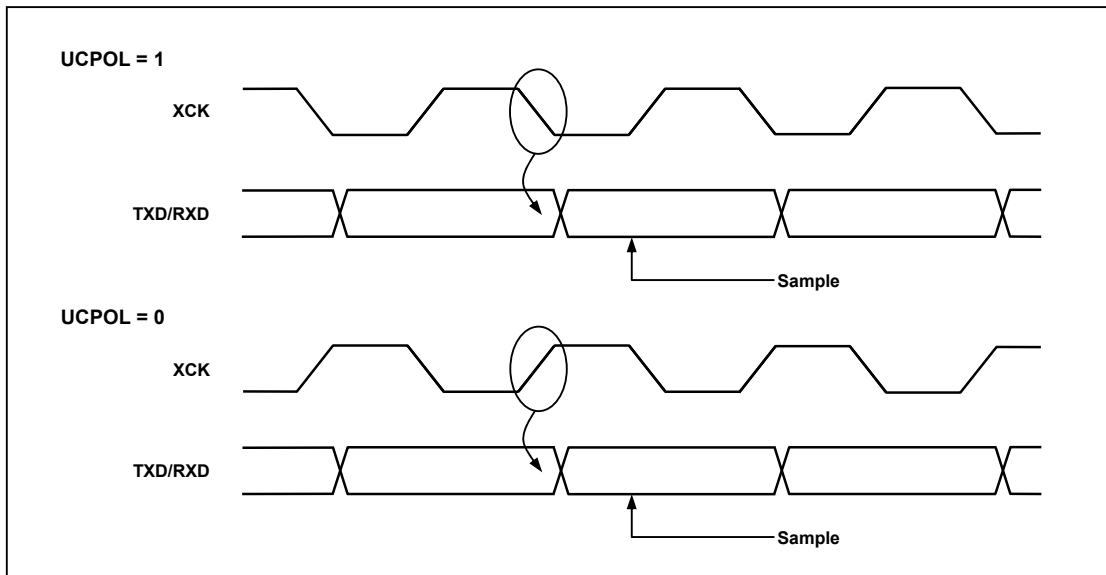 UCPOL = 1
XCK
TXD/RXD
Sample
UCPOL = 0
XCK
TXD/RXD
Sample